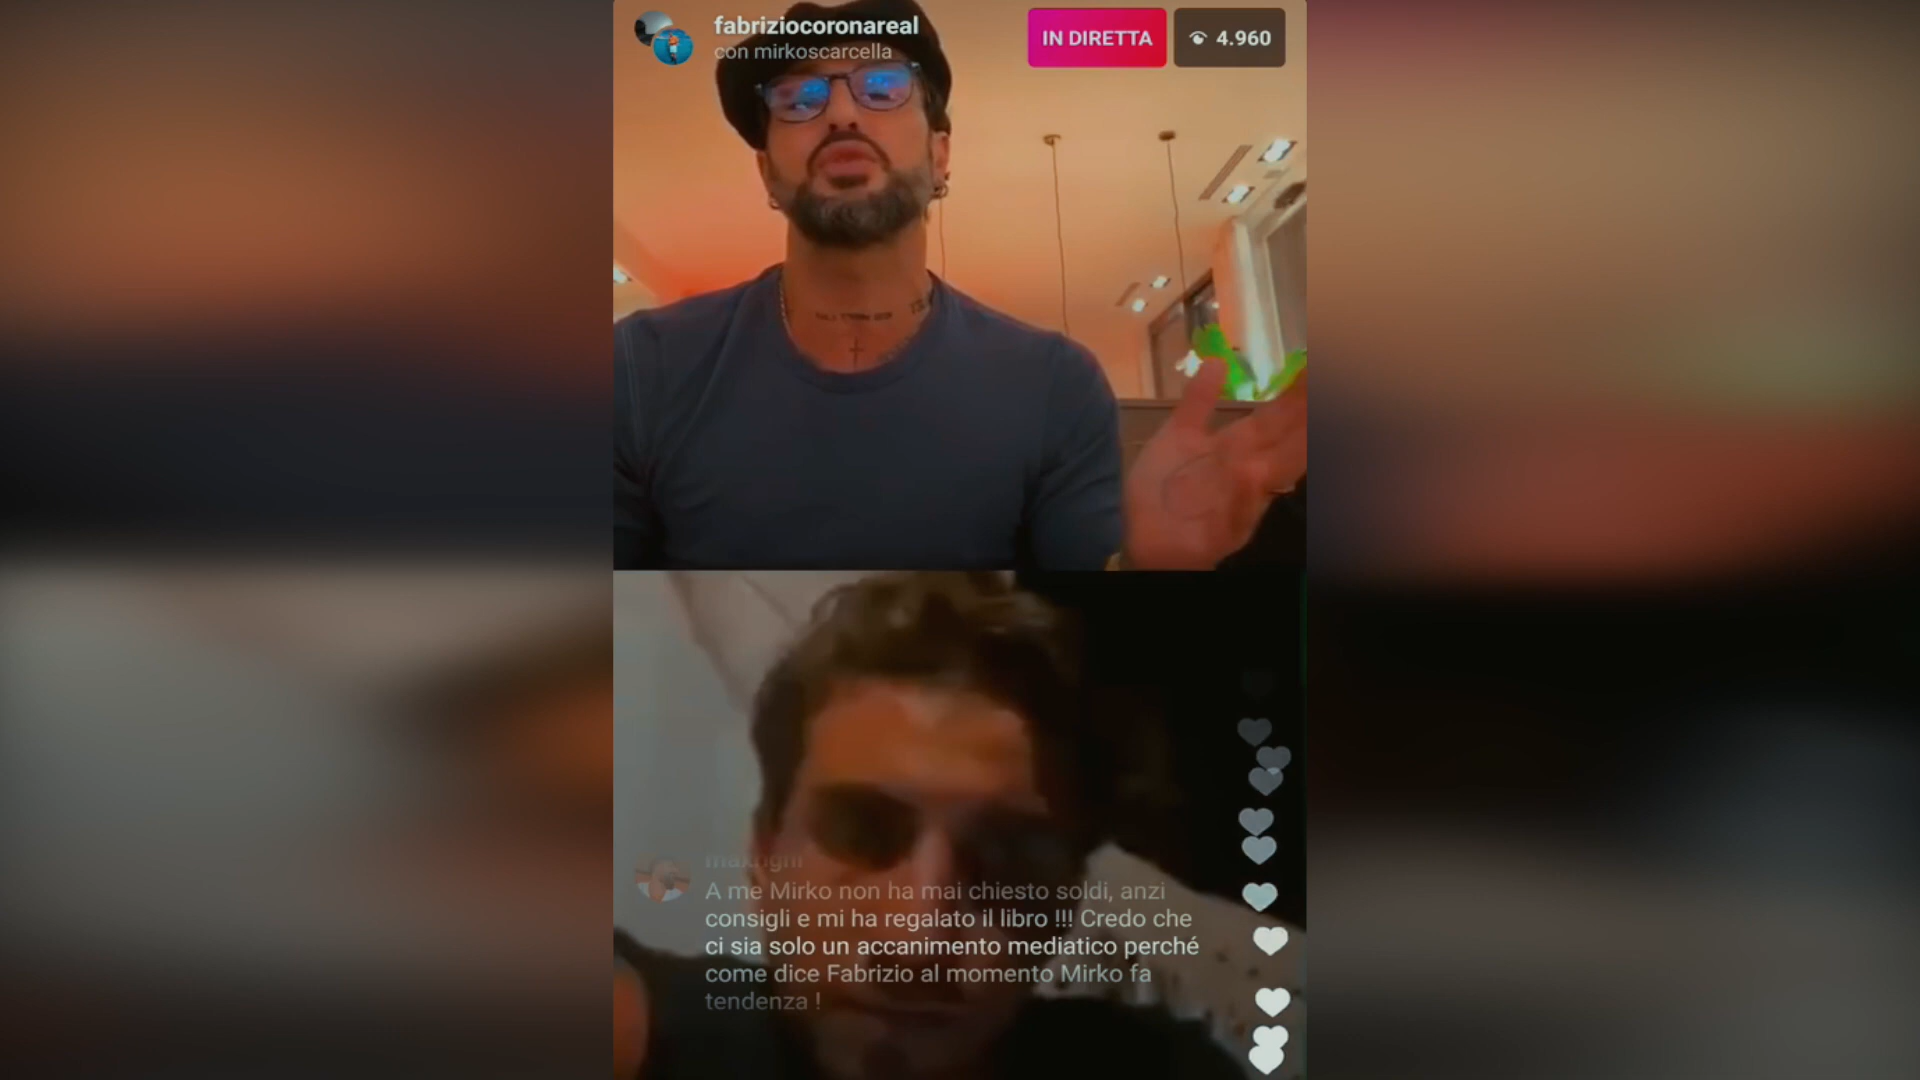 fabriziocoronareal
con mirkoscarcella
IN DIRETTA
4.960
A me Mirko non ha mai chiesto soldi, anzi
consigli e mi ha regalato il libro !!! Credo che
ci sia solo un accanimento mediatico perché
come dice Fabrizio al momento Mirko fa
tendenza !